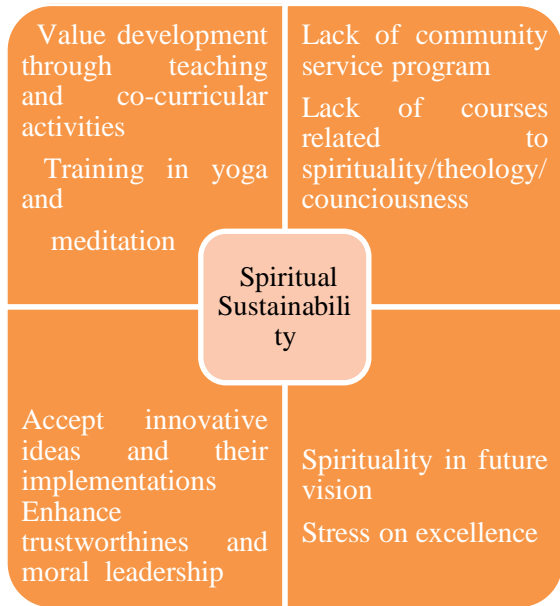 Value development
through teaching
and co-curricular
activities
Training in yoga
and
meditation
Lack of community
service program
Lack of courses
related to
spirituality/theology/
counciousness
Spiritual
Sustainabili
ty
Accept innovative
ideas and their
implementations
Enhance
trustworthines and
moral leadership
Spirituality in future
vision
Stress on excellence